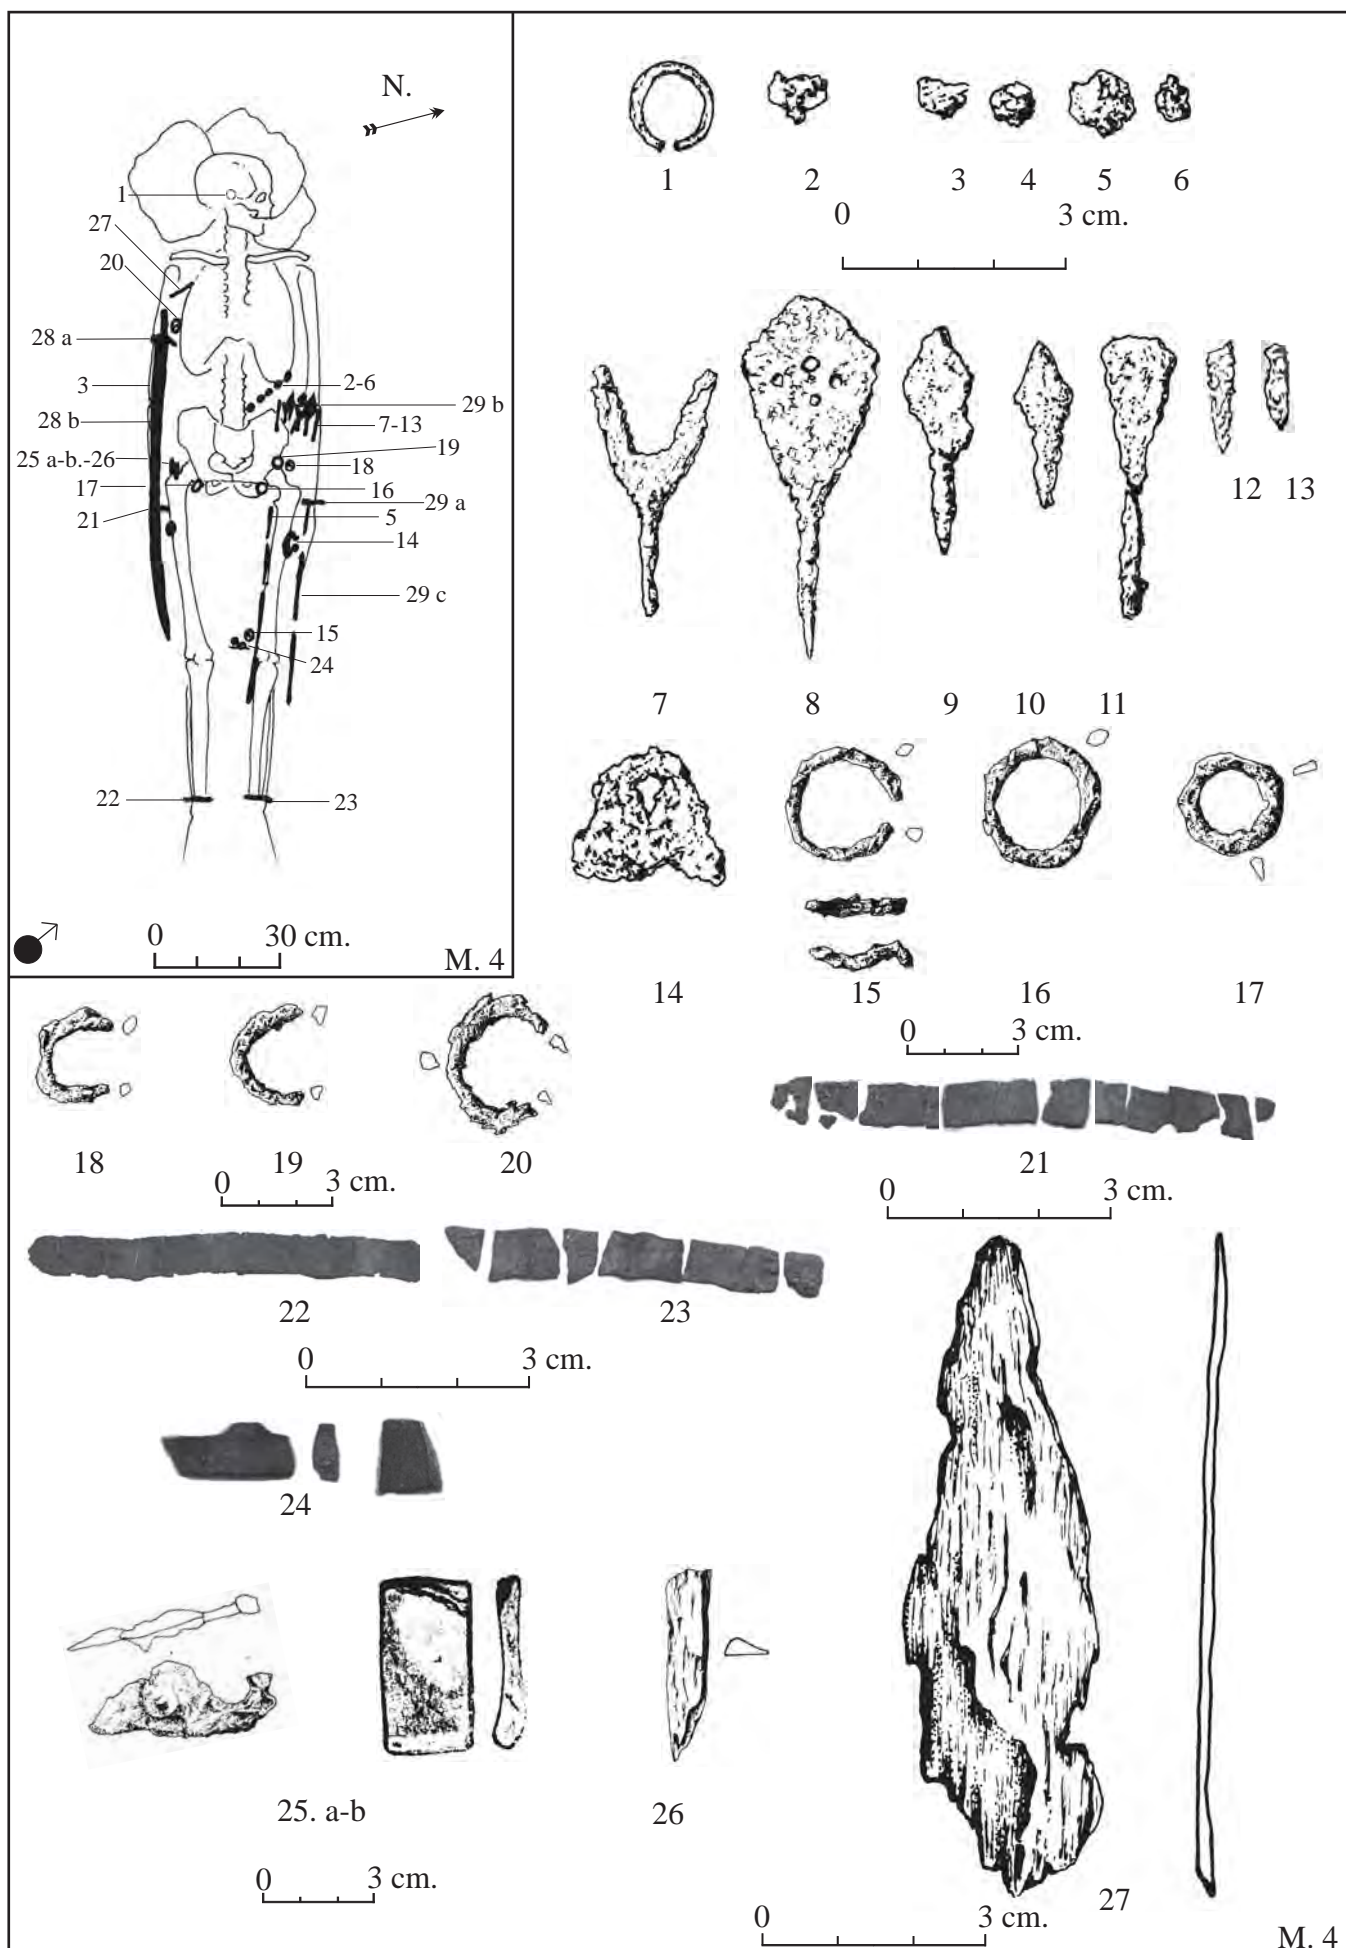 N.
1
27
20
28 a
3
28 b
25 a-b.-26
17
21
2-6
29 b
7-13
19
18
16
29 a
5
14
29 c
15
24
22
23
0 30 cm.
M. 4
1 2 3 4 5 6
0 3 cm.
12 13
7 8 9 10 11
14 15 16 17
0 3 cm.
18 19 20
21
0 3 cm.
0 3 cm.
22 23
0 3 cm.
24
25. a-b 26
0 3 cm.
27
0 3 cm.
M. 4